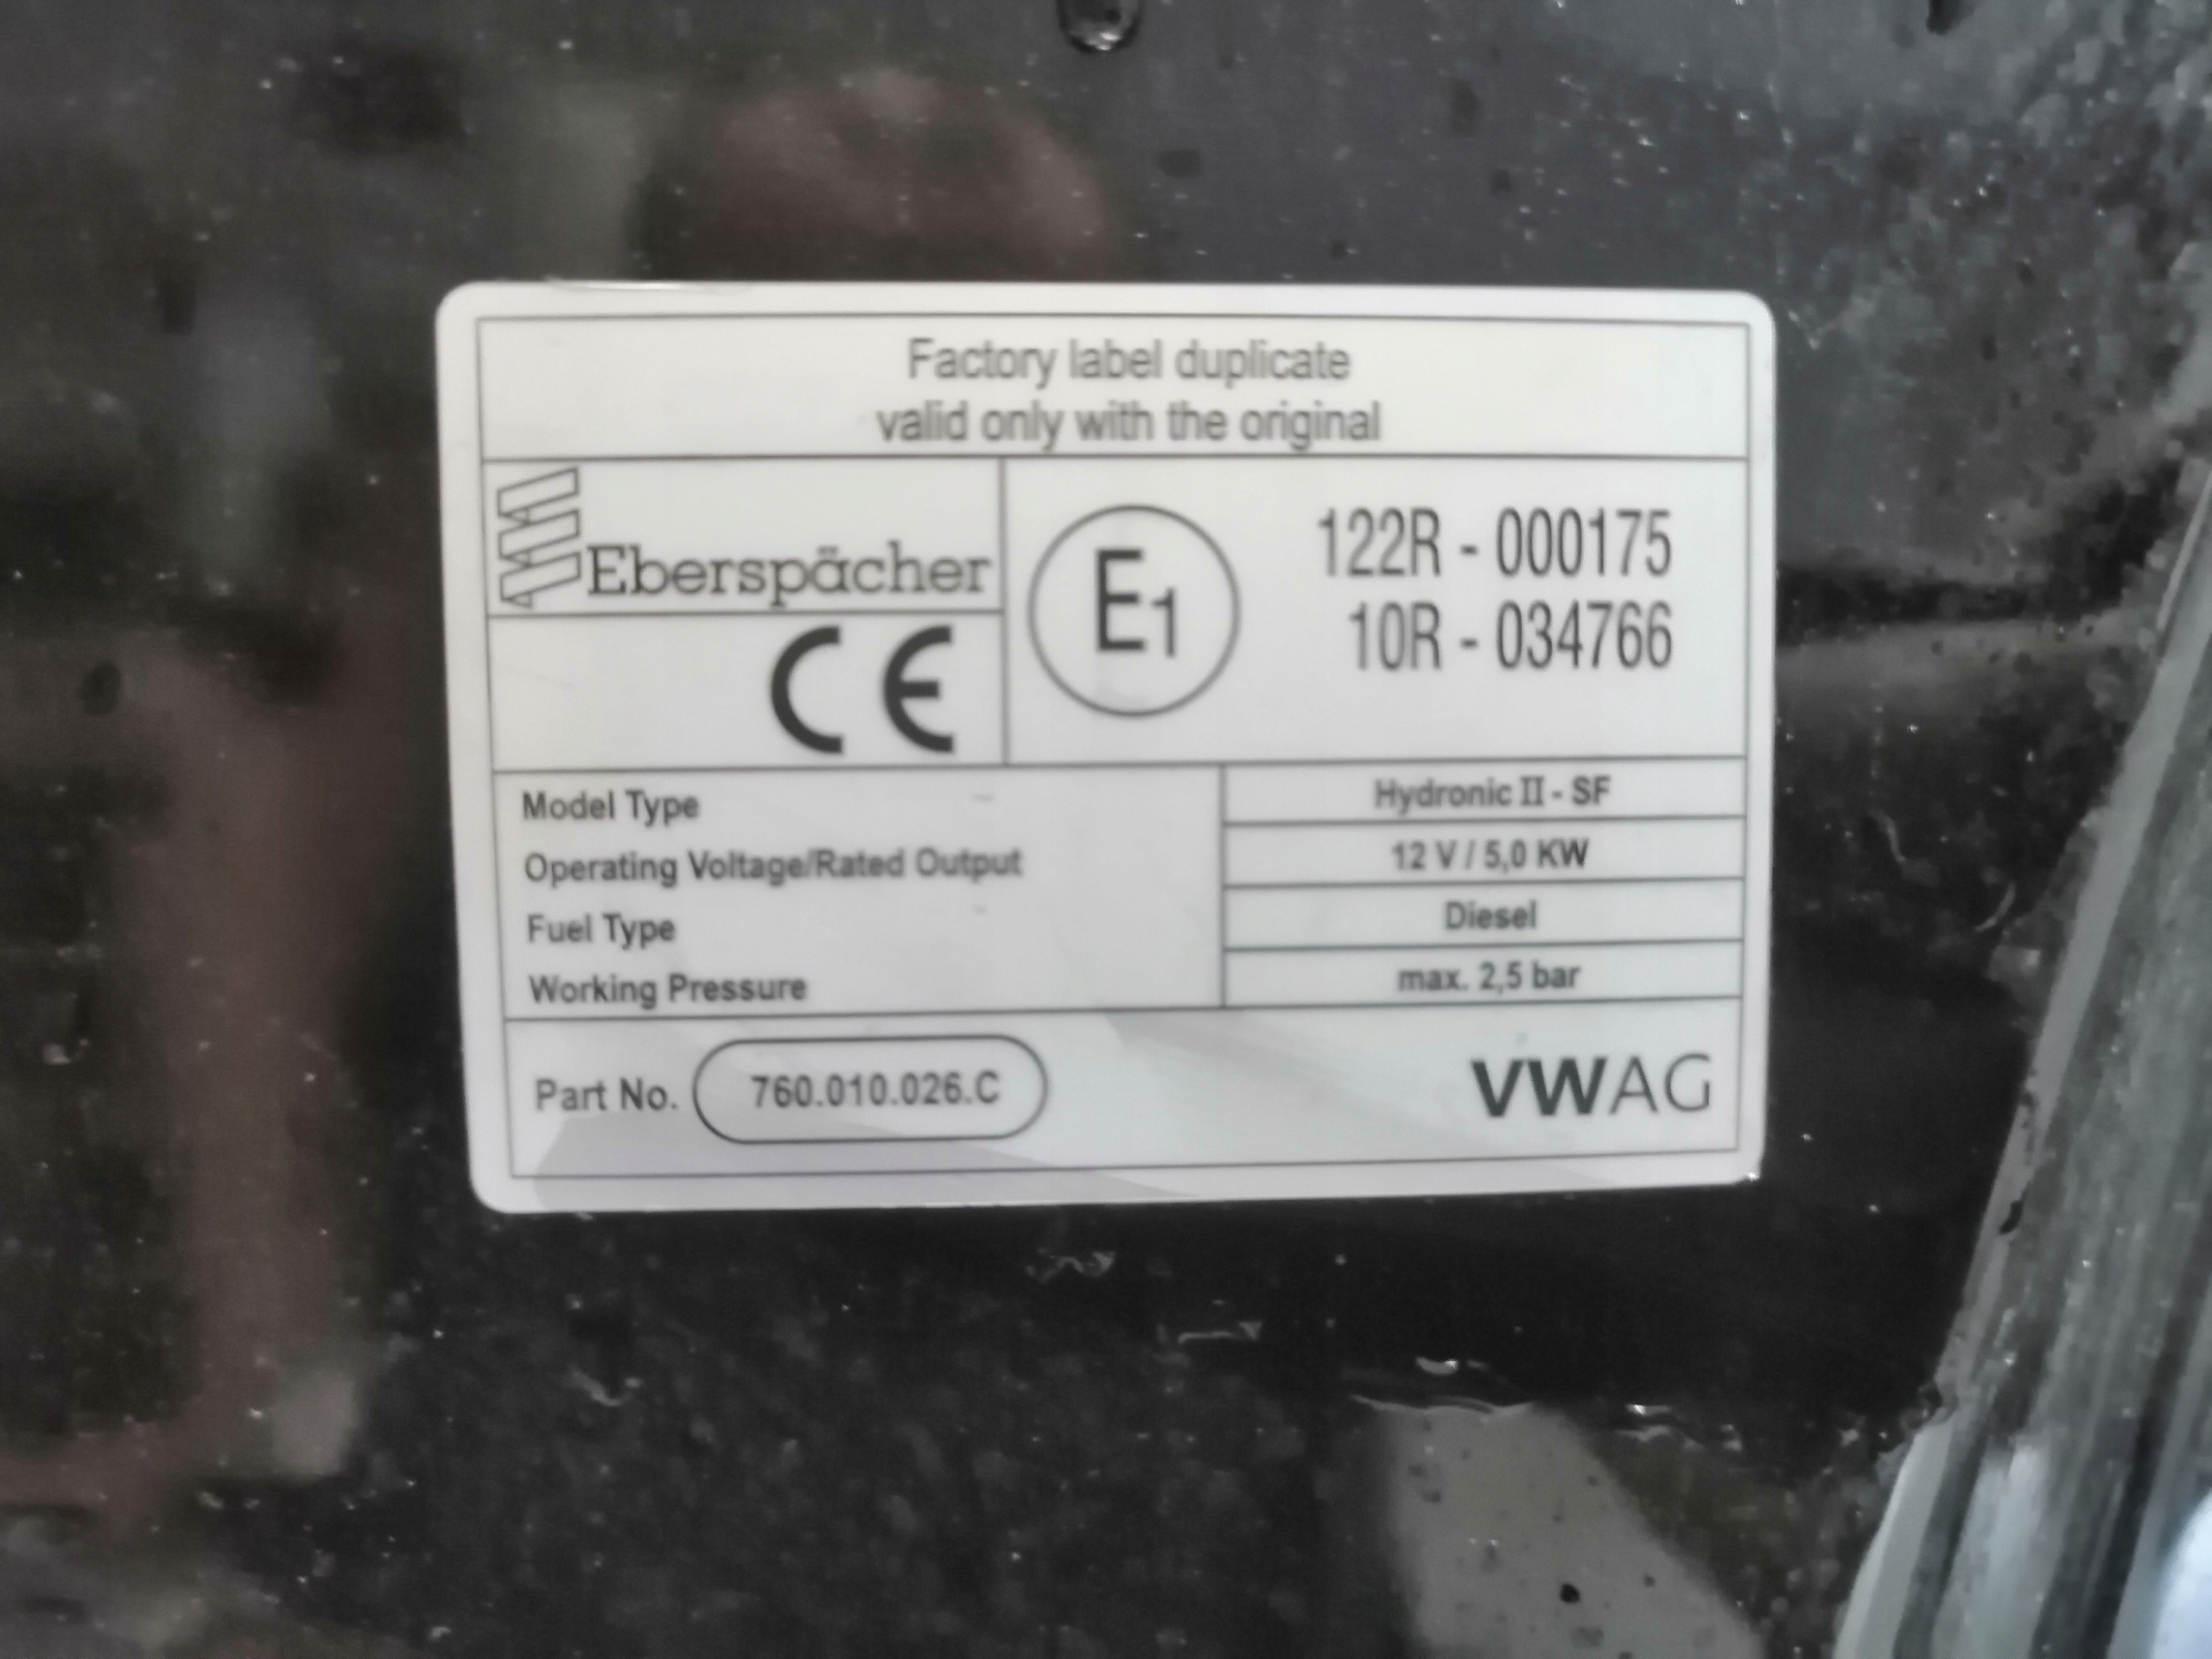 Factory label duplicate
valid only with the original
Eberspächer
CE
E1
122R - 000175
10R - 034766
Model Type Hydronic II - SF
Operating Voltage/Rated Output 12 V / 5,0 KW
Fuel Type Diesel
Working Pressure max. 2,5 bar
Part No. 760.010.026.C VWAG